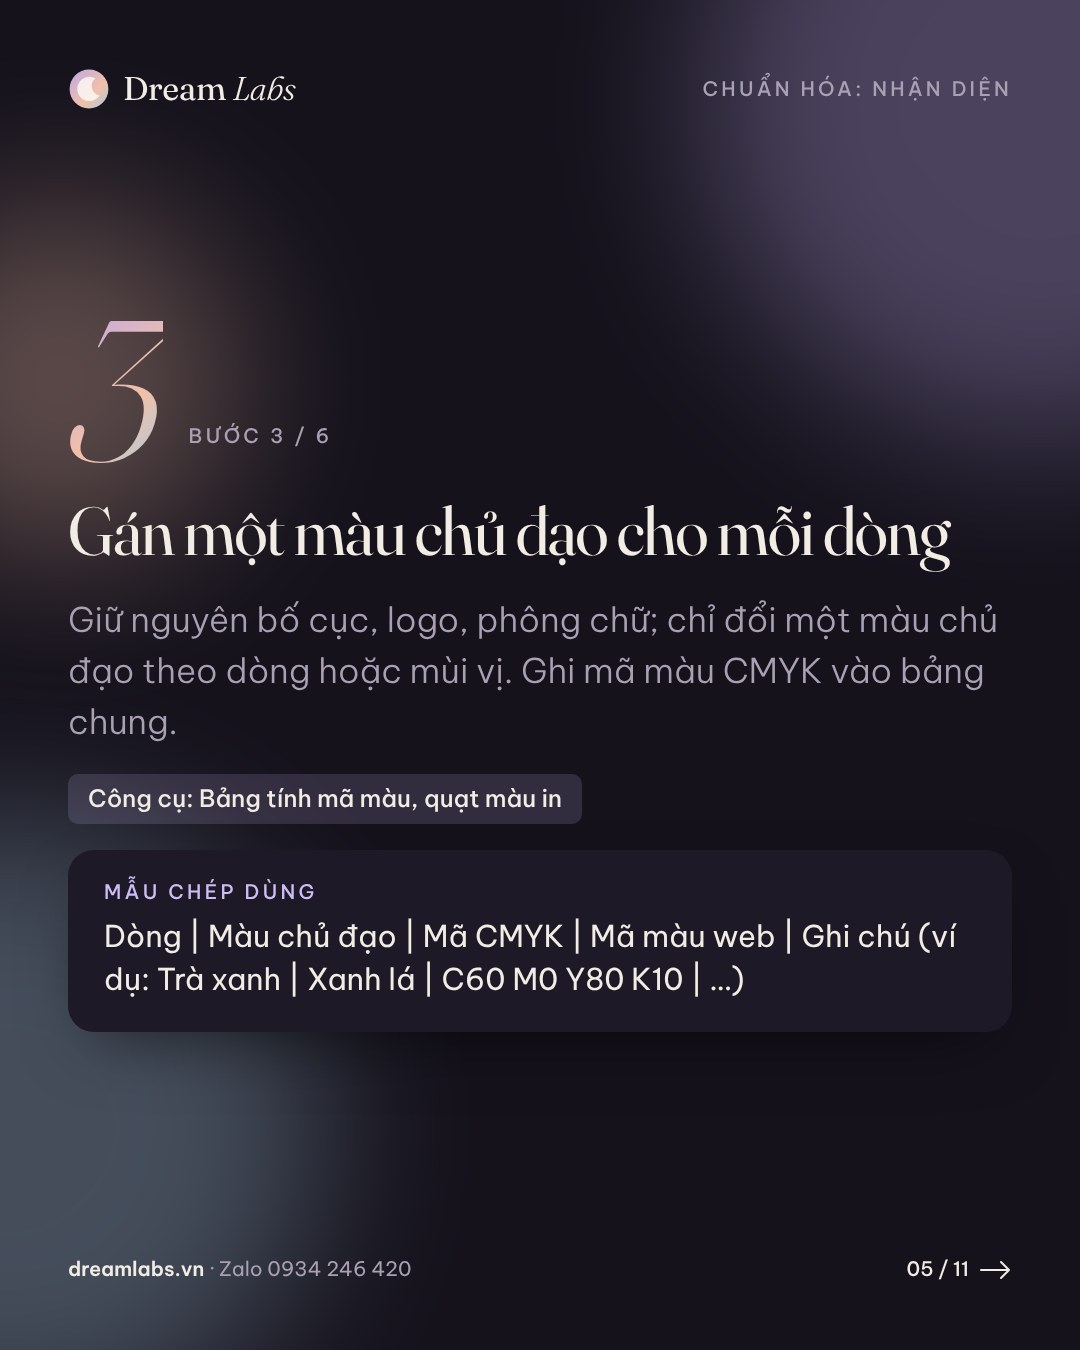 Dream Labs
CHUẨN HÓA: NHẬN DIỆN
3
BƯỚC 3 / 6
Gán một màu chủ đạo cho mỗi dòng
Giữ nguyên bố cục, logo, phông chữ; chỉ đổi một màu chủ
đạo theo dòng hoặc mùi vị. Ghi mã màu CMYK vào bảng
chung.
Công cụ: Bảng tính mã màu, quạt màu in
MẪU CHÉP DÙNG
Dòng | Màu chủ đạo | Mã CMYK | Mã màu web | Ghi chú (ví
dụ: Trà xanh | Xanh lá | C60 M0 Y80 K10 | ...)
dreamlabs.vn · Zalo 0934 246 420
05 / 11 →